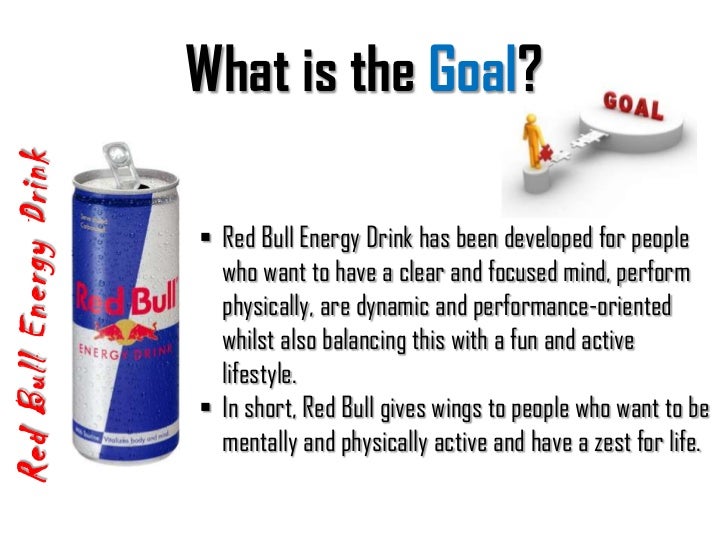 What is the Goal?
GOAL
Red Bull Energy Drink
Red Bull
ENERGY DRINK
Vitalizes body and mind.
▪ Red Bull Energy Drink has been developed for people
who want to have a clear and focused mind, perform
physically, are dynamic and performance-oriented
whilst also balancing this with a fun and active
lifestyle.
▪ In short, Red Bull gives wings to people who want to be
mentally and physically active and have a zest for life.